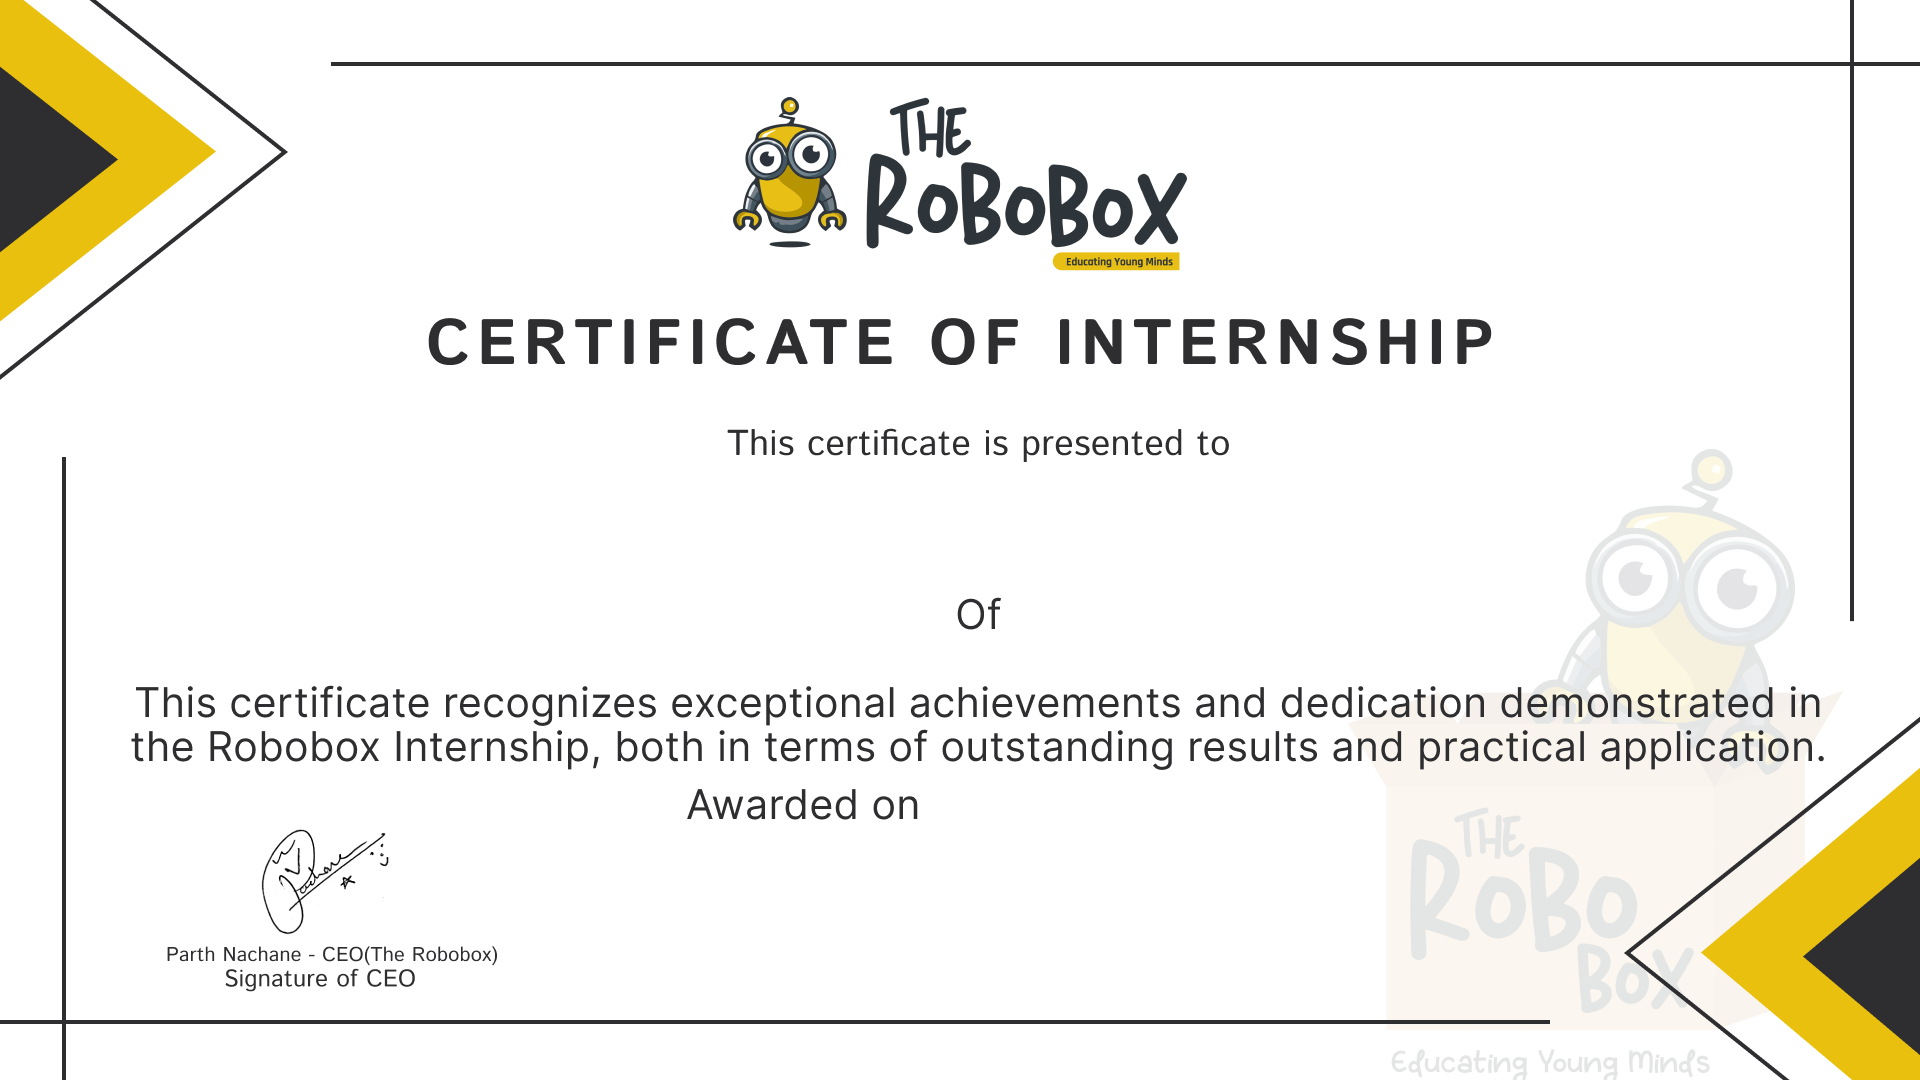 THE
ROBOBOX
Educating Young Minds
CERTIFICATE OF INTERNSHIP
This certificate is presented to
Of
This certificate recognizes exceptional achievements and dedication demonstrated in
the Robobox Internship, both in terms of outstanding results and practical application.
Awarded on
THE
ROBO
BOX
Parth Nachane - CEO(The Robobox)
Signature of CEO
Educating Young Minds